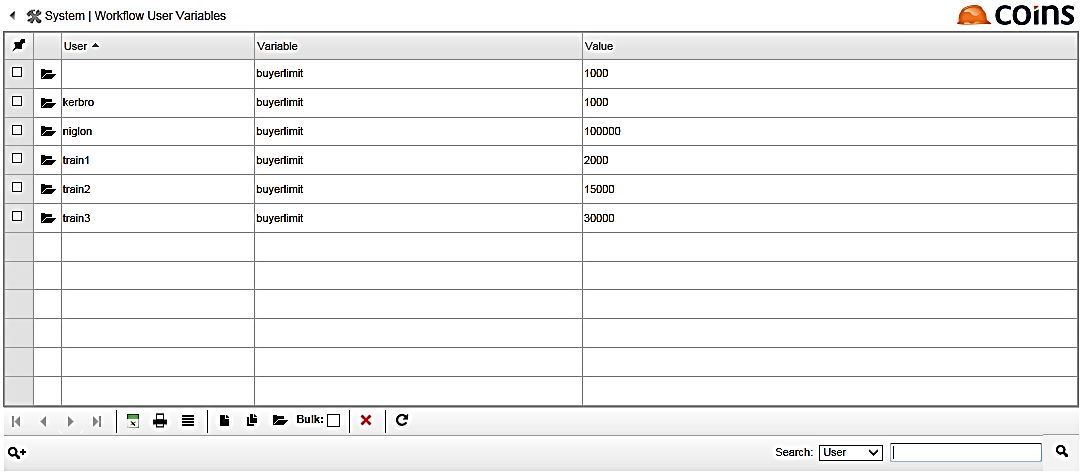 System | Workflow User Variables
coins
User Variable Value
buyerlimit 1000
kerbro buyerlimit 1000
niglon buyerlimit 100000
train1 buyerlimit 2000
train2 buyerlimit 15000
train3 buyerlimit 30000
Bulk:
Search: User